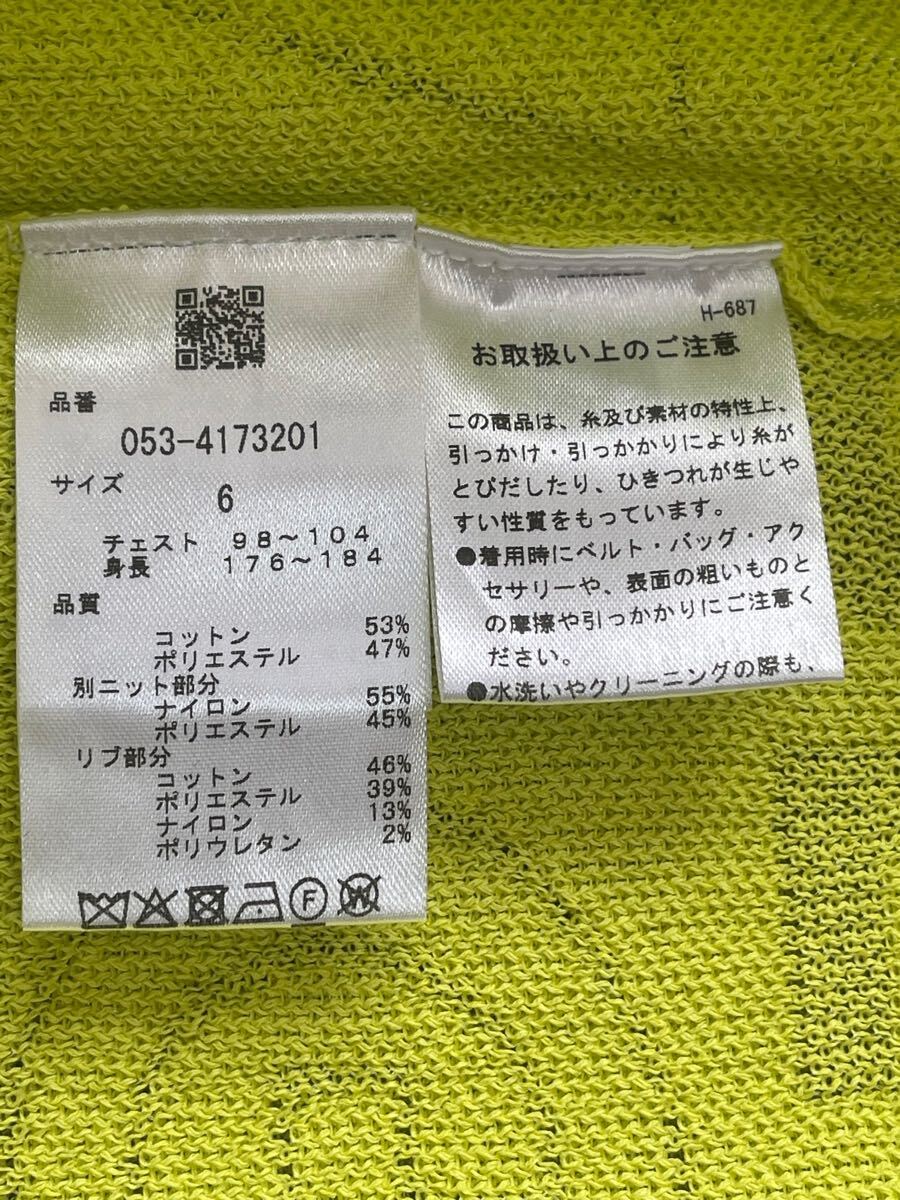 品番
053-4173201
サイズ
6
チェスト 98~104
身長 176~184
品質
コットン 53%
ポリエステル 47%
別ニット部分
ナイロン 55%
ポリエステル 45%
リブ部分
コットン 46%
ポリエステル 39%
ナイロン 13%
ポリウレタン 2%
F
W
H-687
お取扱い上のご注意
この商品は、糸及び素材の特性上、
引っかけ・引っかかりにより糸が
とびだしたり、ひきつれが生じや
すい性質をもっています。
●着用時にベルト・バッグ・アク
セサリーや、表面の粗いものと
の摩擦や引っかかりにご注意く
ださい。
●水洗いやクリーニングの際も、